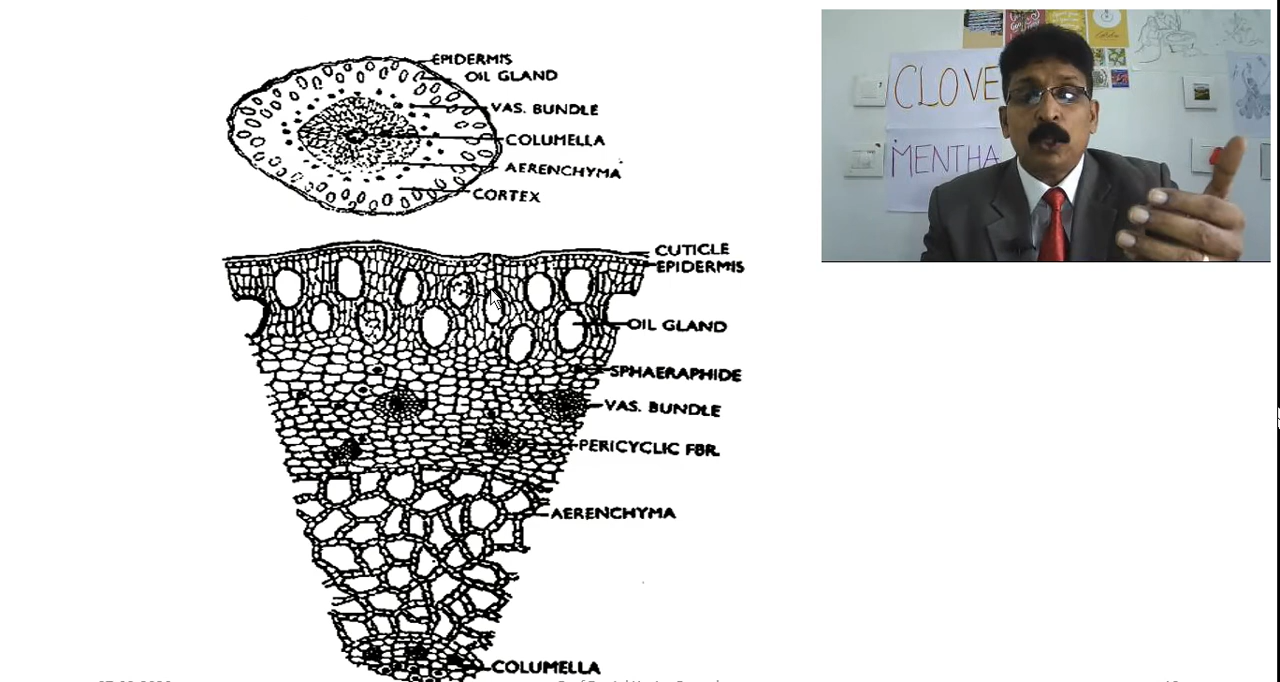 EPIDERMIS
OIL GLAND
VAS. BUNDLE
COLUMELLA
AERENCHYMA
CORTEX
CUTICLE
EPIDERMIS
OIL GLAND
SPHAERAPHIDE
VAS. BUNDLE
PERICYCLIC FBR.
AERENCHYMA
COLUMELLA
CLOVE
MENTHA